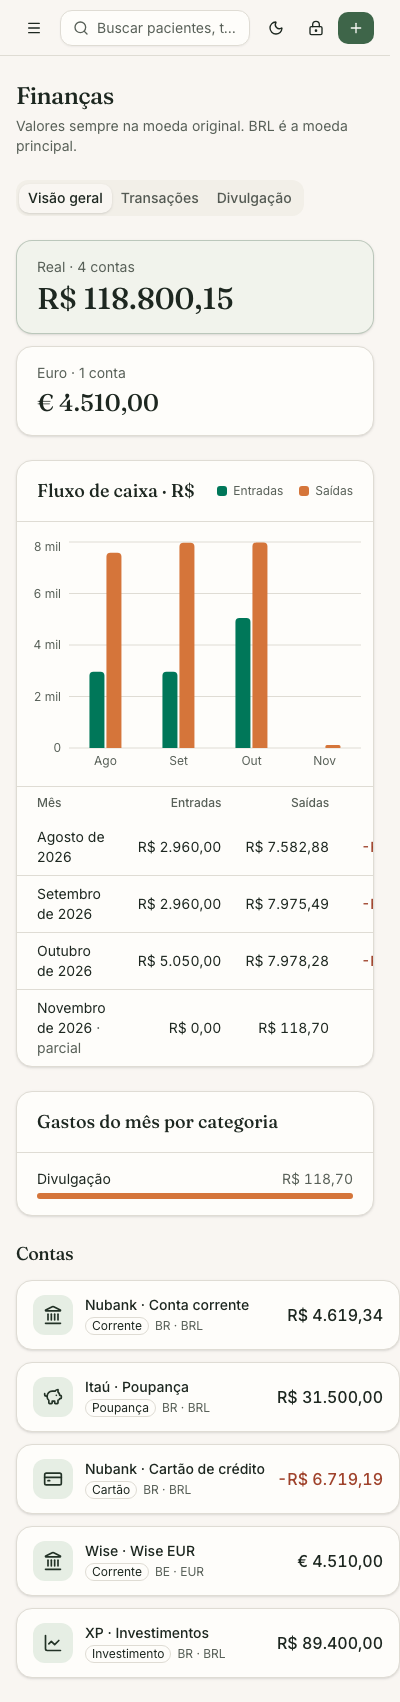 Buscar pacientes, t...
Finanças
Valores sempre na moeda original. BRL é a moeda
principal.
Visão geral Transações Divulgação
Real · 4 contas
R$ 118.800,15
Euro · 1 conta
€ 4.510,00
Fluxo de caixa · R$ Entradas Saídas
8 mil
6 mil
4 mil
2 mil
0
Ago Set Out Nov
Mês Entradas Saídas
Agosto de
2026 R$ 2.960,00 R$ 7.582,88
Setembro
de 2026 R$ 2.960,00 R$ 7.975,49
Outubro
de 2026 R$ 5.050,00 R$ 7.978,28
Novembro
de 2026 · R$ 0,00 R$ 118,70
parcial
Gastos do mês por categoria
Divulgação R$ 118,70
Contas
Nubank · Conta corrente
Corrente BR · BRL R$ 4.619,34
Itaú · Poupança
Poupança BR · BRL R$ 31.500,00
Nubank · Cartão de crédito
Cartão BR · BRL -R$ 6.719,19
Wise · Wise EUR
Corrente BE · EUR € 4.510,00
XP · Investimentos
Investimento BR · BRL R$ 89.400,00